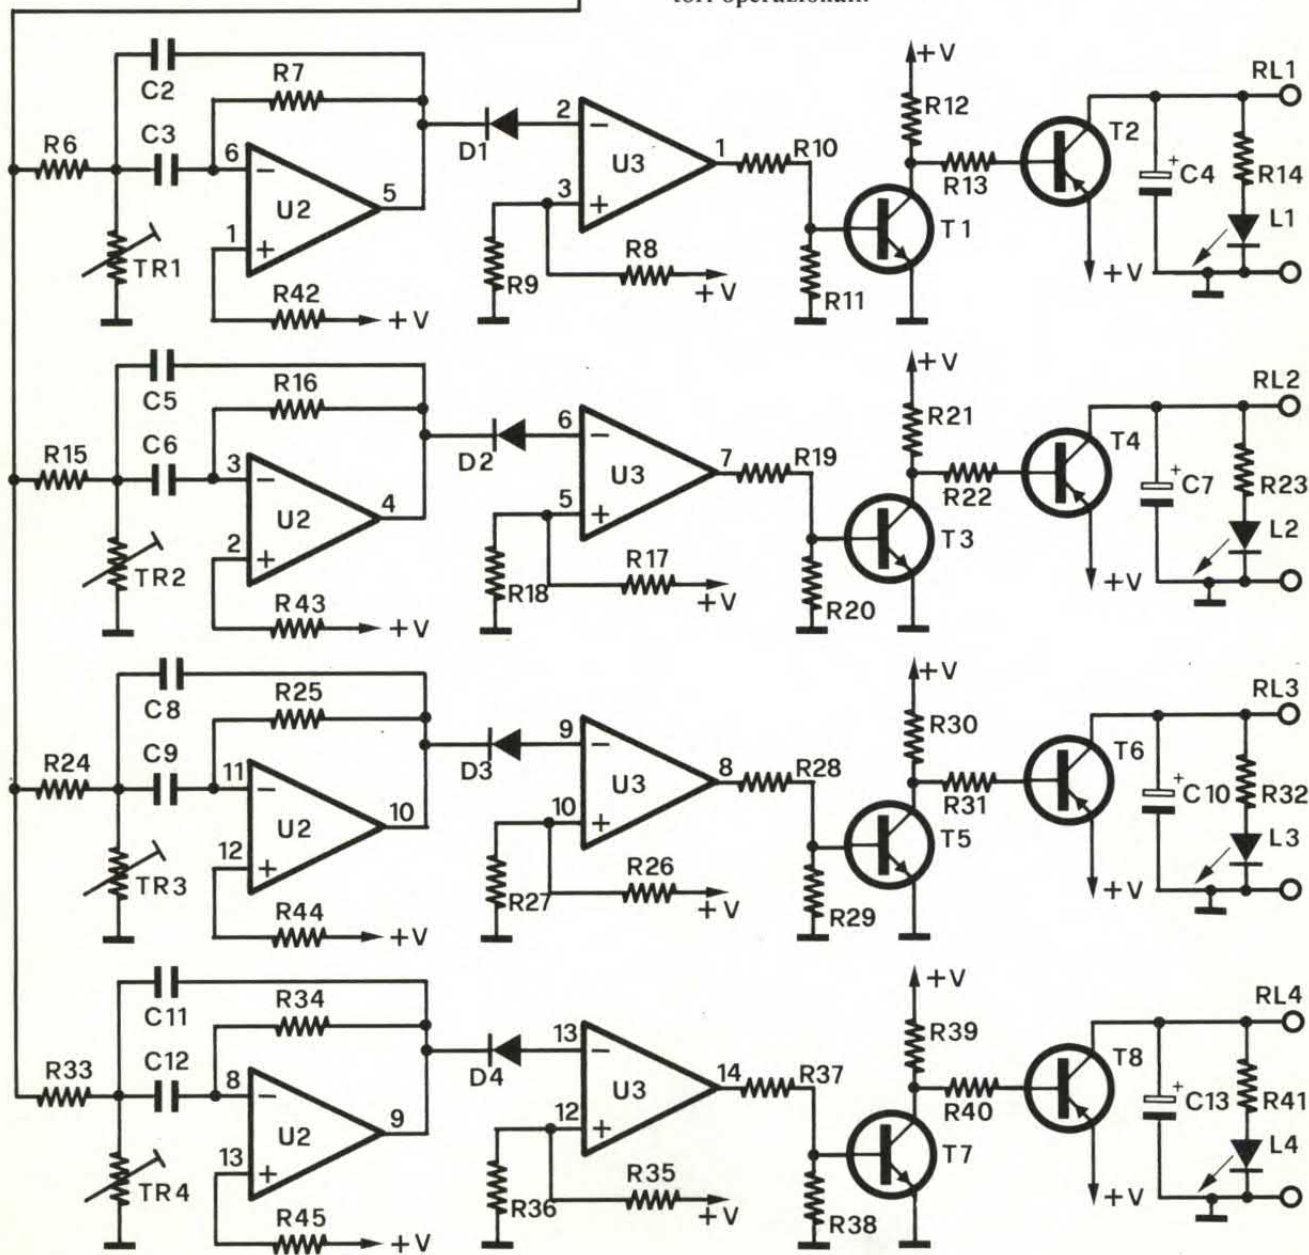 tori operazionali.
+V
RL1
C2
R7
R12
R6
C3
6
−
D1
2
−
U3
1
R10
R13
T2
+
C4
R14
5
U2
3
+
T1
L1
1
+
TR1
R9
R8
+V
R11
+V
R42
+V
+V
RL2
C5
R16
R21
R15
C6
3
−
D2
6
−
U3
7
R19
R22
T4
+
C7
R23
4
U2
5
+
T3
L2
2
+
TR2
R18
R17
+V
R20
+V
R43
+V
+V
RL3
C8
R25
R30
R24
C9
11
−
D3
9
−
U3
8
R28
R31
T6
+
C10
R32
10
U2
10
+
T5
L3
12
+
TR3
R27
R26
+V
R29
+V
R44
+V
+V
RL4
C11
R34
R39
R33
C12
8
−
D4
13
−
U3
14
R37
R40
T8
+
C13
R41
9
U2
12
+
T7
L4
13
+
TR4
R36
R35
+V
R38
+V
R45
+V